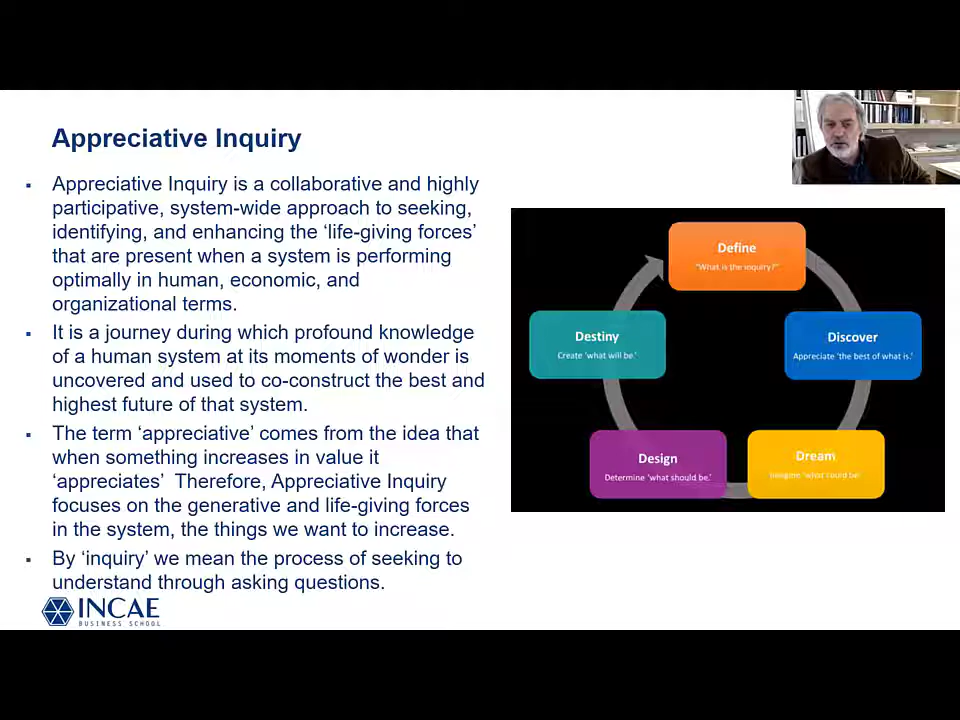 Appreciative Inquiry
▪ Appreciative Inquiry is a collaborative and highly
participative, system-wide approach to seeking,
identifying, and enhancing the ‘life-giving forces’
that are present when a system is performing
optimally in human, economic, and
organizational terms.
▪ It is a journey during which profound knowledge
of a human system at its moments of wonder is
uncovered and used to co-construct the best and
highest future of that system.
▪ The term ‘appreciative’ comes from the idea that
when something increases in value it
‘appreciates’ Therefore, Appreciative Inquiry
focuses on the generative and life-giving forces
in the system, the things we want to increase.
▪ By ‘inquiry’ we mean the process of seeking to
understand through asking questions.
INCAE
BUSINESS SCHOOL
Define
"What is the inquiry?"
Discover
Appreciate ‘the best of what is.’
Dream
Imagine ‘what could be.’
Design
Determine ‘what should be.’
Destiny
Create ‘what will be.’